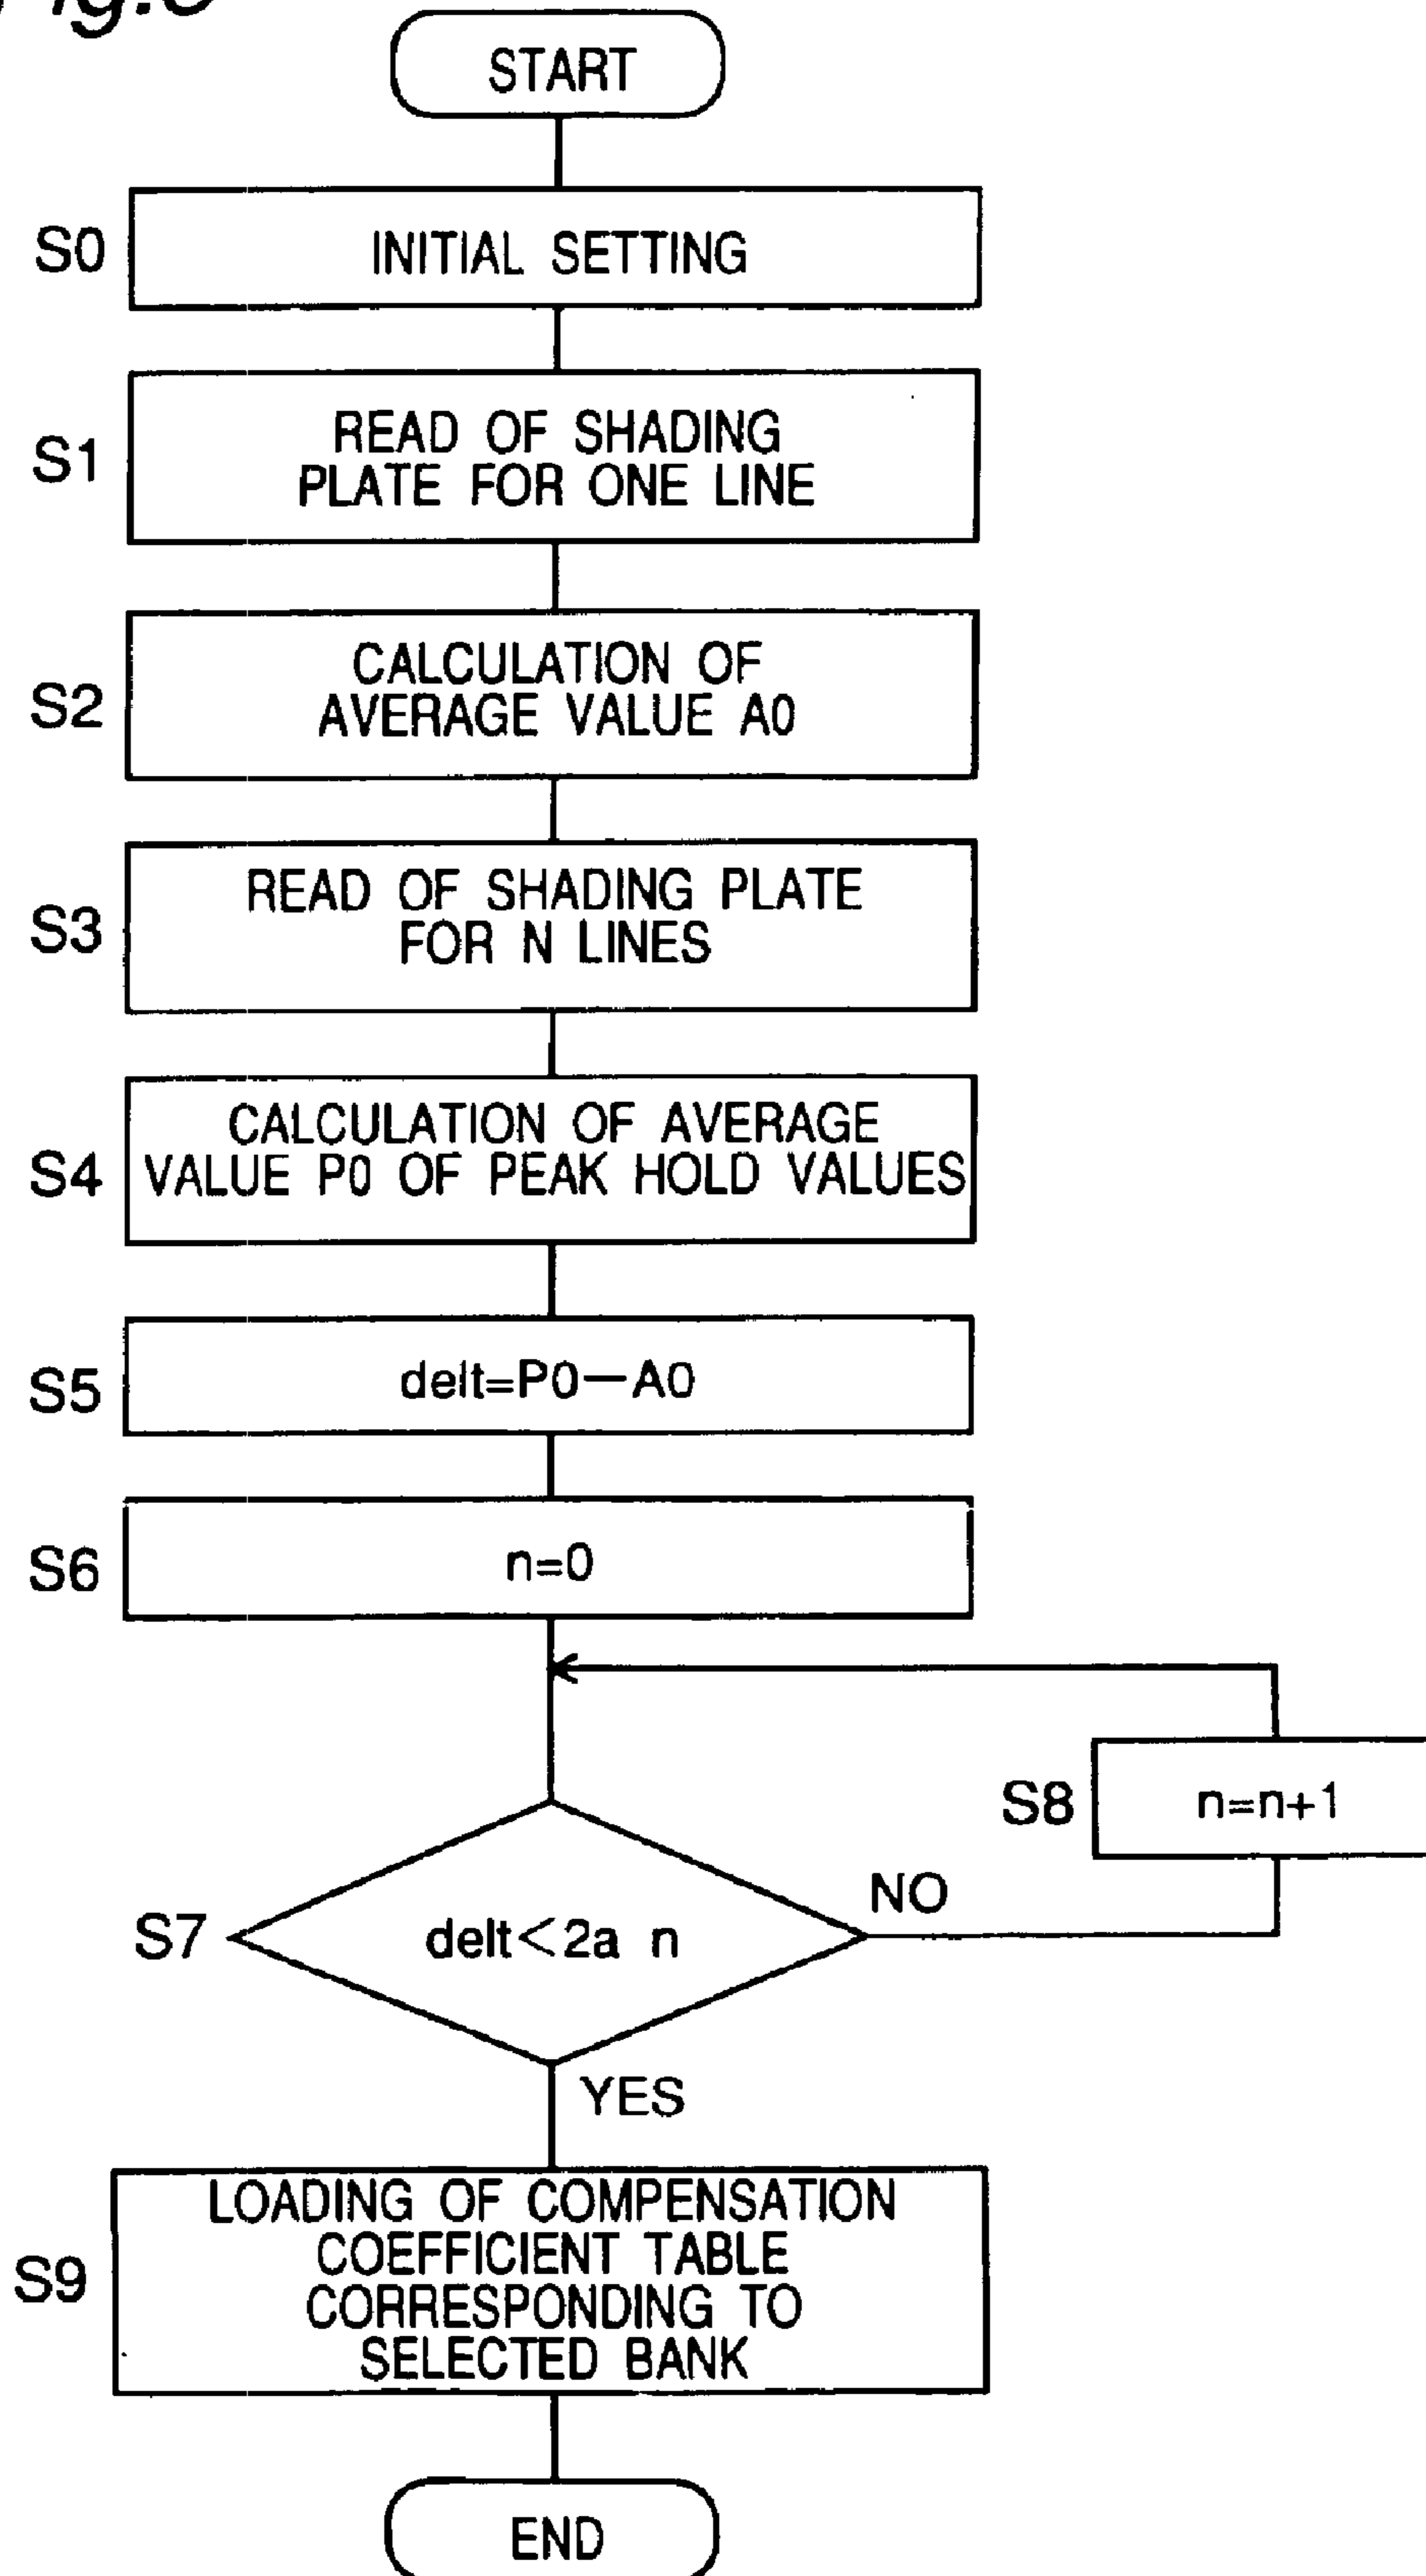 START
S0
INITIAL SETTING
S1
READ OF SHADING
PLATE FOR ONE LINE
S2
CALCULATION OF
AVERAGE VALUE A0
S3
READ OF SHADING PLATE
FOR N LINES
S4
CALCULATION OF AVERAGE
VALUE P0 OF PEAK HOLD VALUES
S5
delt=P0—A0
S6
n=0
S8
n=n+1
NO
S7
delt<2a n
YES
S9
LOADING OF COMPENSATION
COEFFICIENT TABLE
CORRESPONDING TO
SELECTED BANK
END